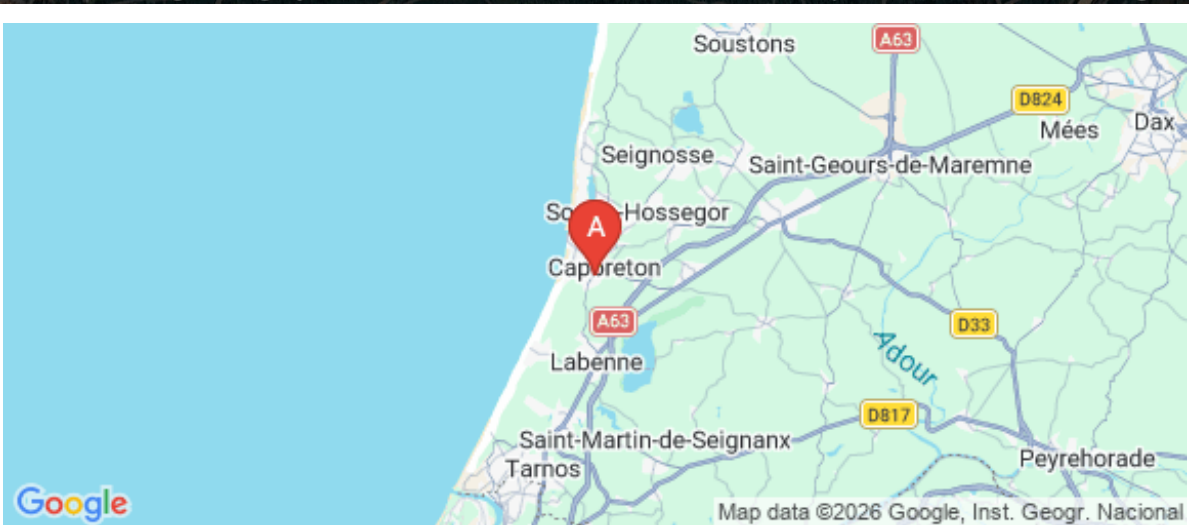 Soustons
A63
D824
Mées
Dax
Seignosse
Saint-Geours-de-Maremne
-Hossegor
A
Capbreton
A63
D33
Labenne
Adour
D817
Saint-Martin-de-Seignanx
Tarnos
Peyrehorade
Google
Map data ©2026 Google, Inst. Geogr. Nacional